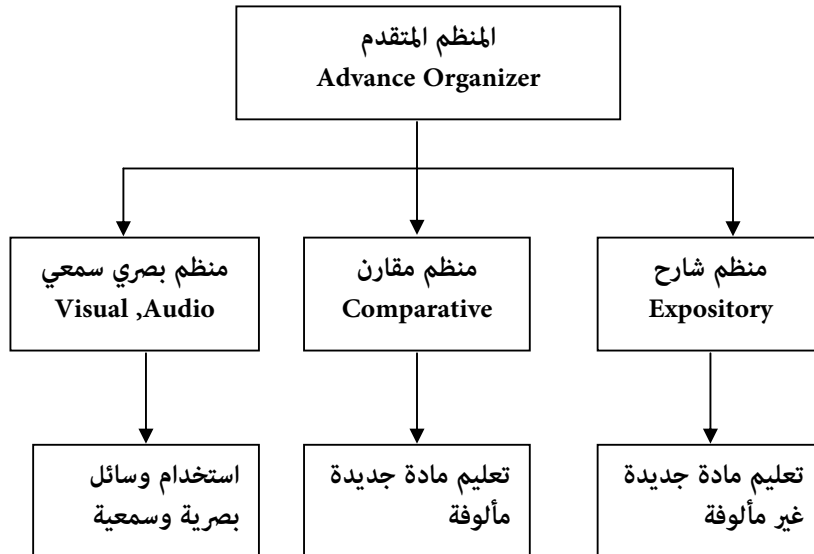 المنظم المتقدم
Advance Organizer
منظم شارح
Expository
منظم مقارن
Comparative
منظم بصري سمعي
Visual ,Audio
تعليم مادة جديدة
غير مألوفة
تعليم مادة جديدة
مألوفة
استخدام وسائل
بصرية وسمعية